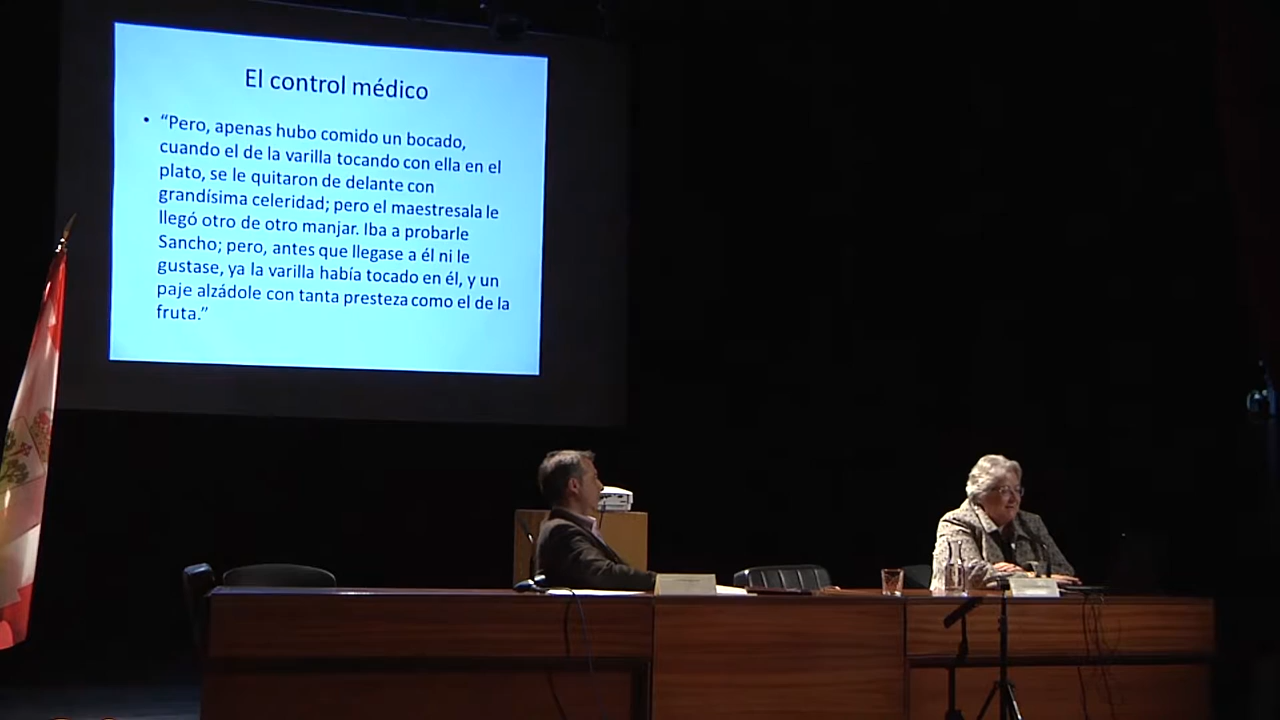 El control médico
• “Pero, apenas hubo comido un bocado,
cuando el de la varilla tocando con ella en el
plato, se le quitaron de delante con
grandísima celeridad; pero el maestresala le
llegó otro de otro manjar. Iba a probarle
Sancho; pero, antes que llegase a él ni le
gustase, ya la varilla había tocado en él, y un
paje alzádole con tanta presteza como el de la
fruta.”